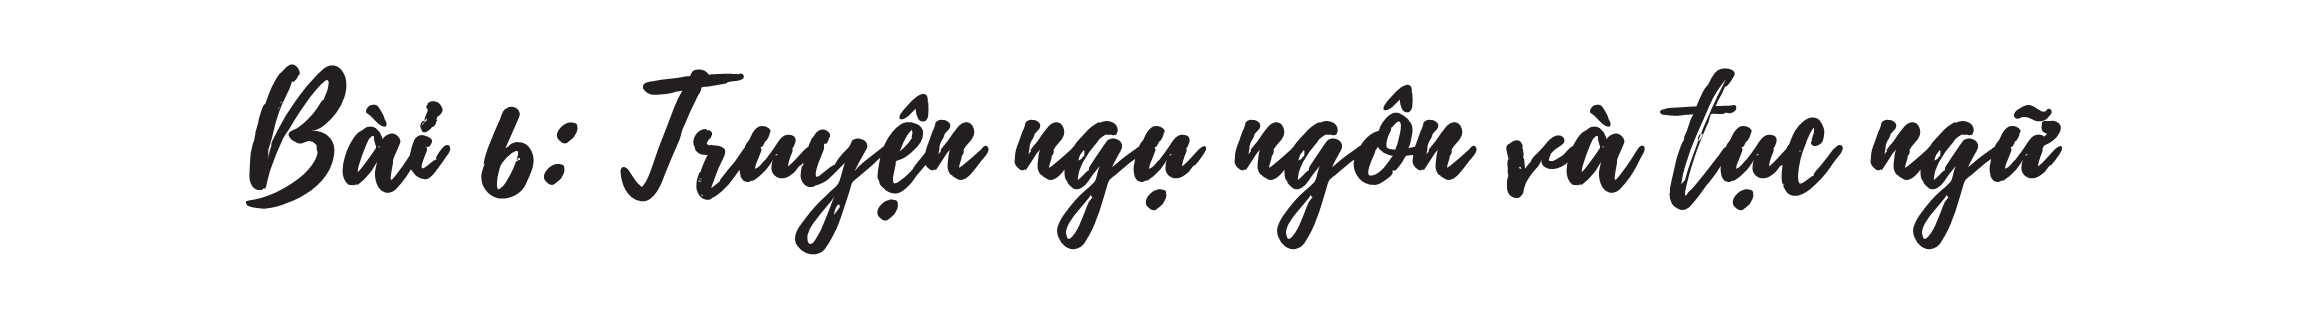 Bài 6: Truyện ngụ ngôn và tục ngữ